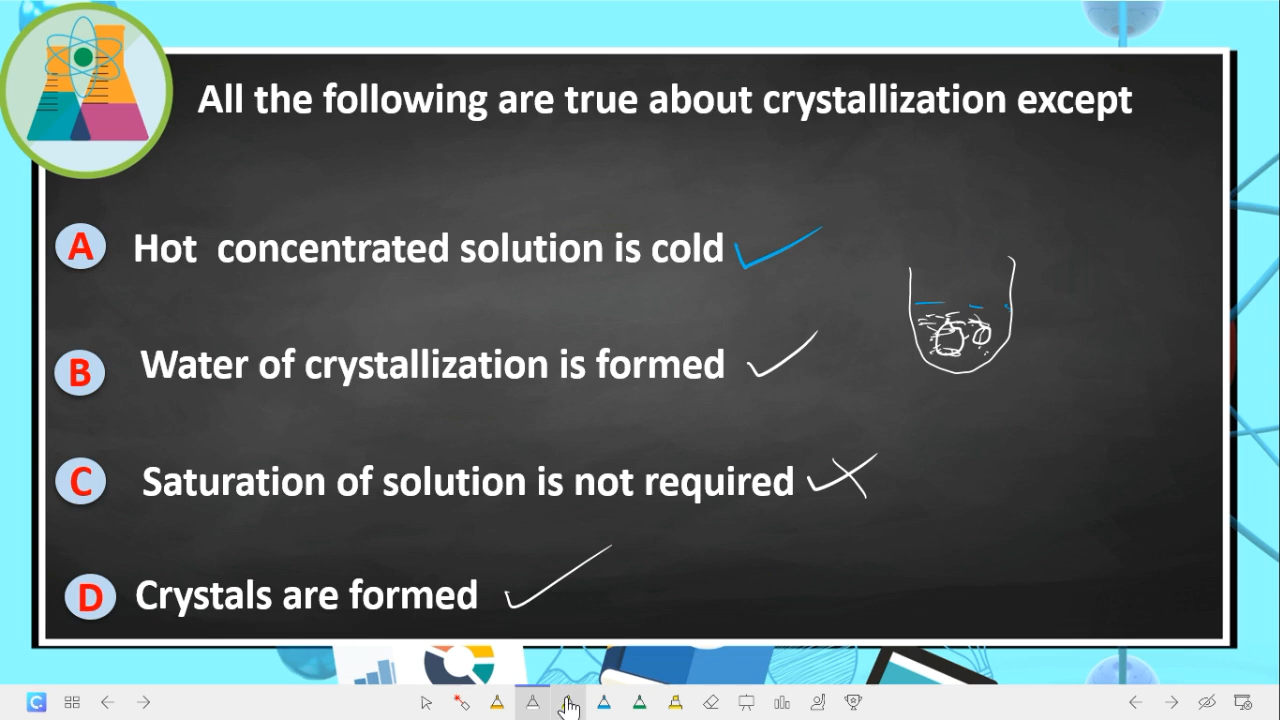 All the following are true about crystallization except
A Hot concentrated solution is cold
B Water of crystallization is formed
C Saturation of solution is not required
D Crystals are formed
C